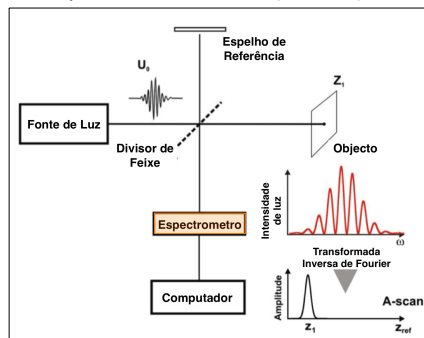 Espelho de
Referência
U₀
Z₁
Fonte de Luz
Divisor de
Feixe
Objecto
Espectrometro
Intensidade
de luz
ω
Transformada
Inversa de Fourier
Computador
Amplitude
A-scan
z₁
z_ref